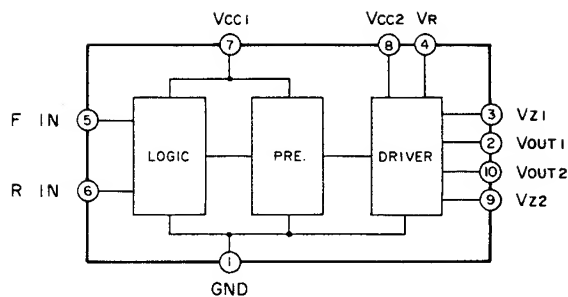 VCC1 VCC2 VR
7 8 4
F IN 5 3 VZ1
LOGIC PRE. DRIVER 2 VOUT1
10 VOUT2
R IN 6 9 VZ2
1
GND